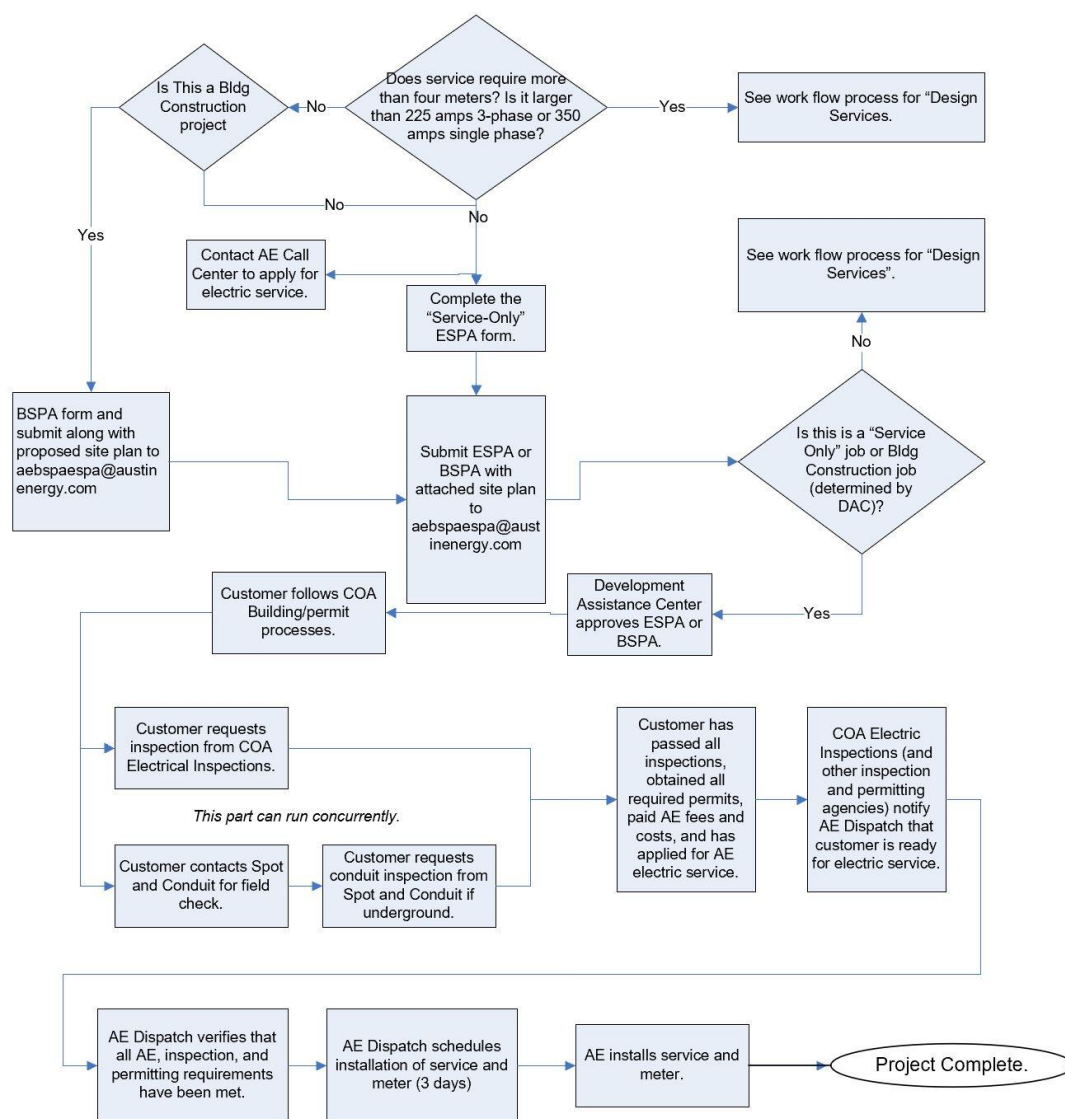 Does service require more
than four meters? Is it larger
than 225 amps 3-phase or 350
amps single phase?
No
Is This a Bldg
Construction
project
Yes
See work flow process for “Design
Services.
No
No
Yes
Contact AE Call
Center to apply for
electric service.
Complete the
“Service-Only”
ESPA form.
See work flow process for “Design
Services”.
No
BSPA form and
submit along with
proposed site plan to
aebspaespa@austin
energy.com
Submit ESPA or
BSPA with
attached site plan
to
aebspaespa@aust
inenergy.com
Is this is a “Service
Only” job or Bldg
Construction job
(determined by
DAC)?
Yes
Development
Assistance Center
approves ESPA or
BSPA.
Customer follows COA
Building/permit
processes.
Customer requests
inspection from COA
Electrical Inspections.
This part can run concurrently.
Customer contacts Spot
and Conduit for field
check.
Customer requests
conduit inspection from
Spot and Conduit if
underground.
Customer has
passed all
inspections,
obtained all
required permits,
paid AE fees and
costs, and has
applied for AE
electric service.
COA Electric
Inspections (and
other inspection
and permitting
agencies) notify
AE Dispatch that
customer is ready
for electric service.
AE Dispatch verifies that
all AE, inspection, and
permitting requirements
have been met.
AE Dispatch schedules
installation of service and
meter (3 days)
AE installs service and
meter.
Project Complete.